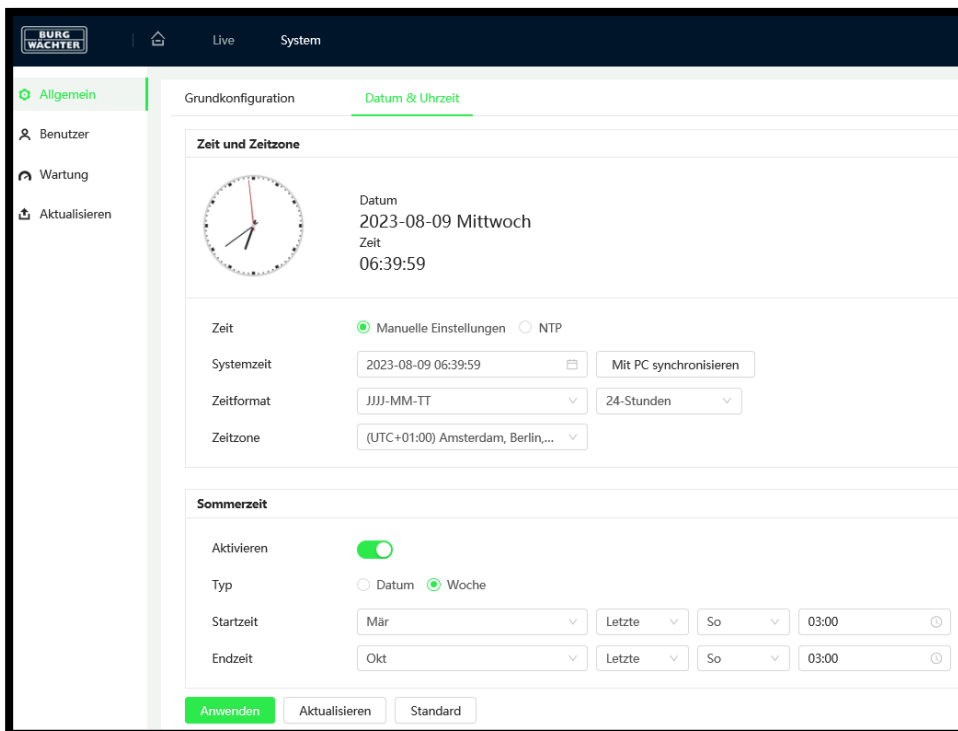 BURG
WÄCHTER
Live System
Allgemein
Benutzer
Wartung
Aktualisieren
Grundkonfiguration Datum & Uhrzeit
Zeit und Zeitzone
Datum
2023-08-09 Mittwoch
Zeit
06:39:59
Zeit Manuelle Einstellungen NTP
Systemzeit 2023-08-09 06:39:59 Mit PC synchronisieren
Zeitformat JJJJ-MM-TT 24-Stunden
Zeitzone (UTC+01:00) Amsterdam, Berlin,...
Sommerzeit
Aktivieren
Typ Datum Woche
Startzeit Mär Letzte So 03:00
Endzeit Okt Letzte So 03:00
Anwenden Aktualisieren Standard